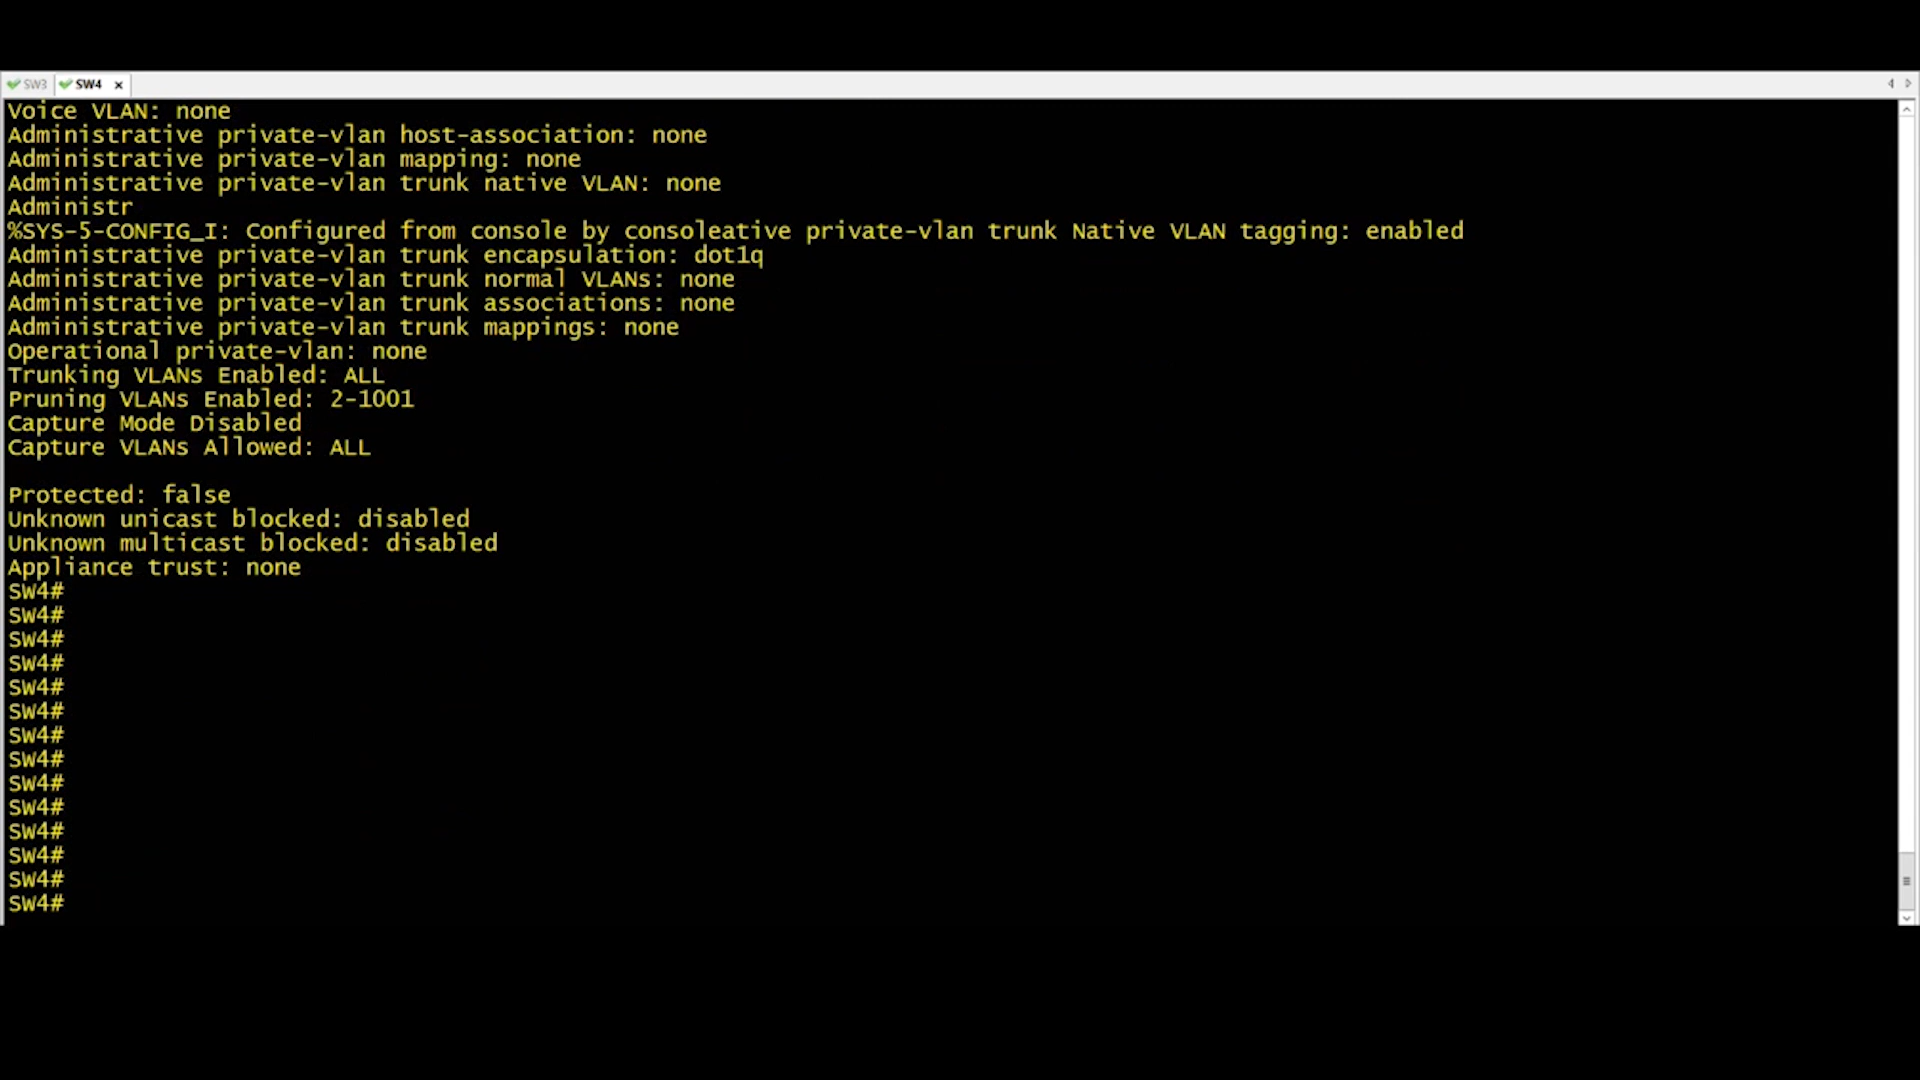 SW3 SW4 x
Voice VLAN: none
Administrative private-vlan host-association: none
Administrative private-vlan mapping: none
Administrative private-vlan trunk native VLAN: none
Administr
%SYS-5-CONFIG_I: Configured from console by consoleative private-vlan trunk Native VLAN tagging: enabled
Administrative private-vlan trunk encapsulation: dot1q
Administrative private-vlan trunk normal VLANs: none
Administrative private-vlan trunk associations: none
Administrative private-vlan trunk mappings: none
Operational private-vlan: none
Trunking VLANs Enabled: ALL
Pruning VLANs Enabled: 2-1001
Capture Mode Disabled
Capture VLANs Allowed: ALL
Protected: false
Unknown unicast blocked: disabled
Unknown multicast blocked: disabled
Appliance trust: none
SW4#
SW4#
SW4#
SW4#
SW4#
SW4#
SW4#
SW4#
SW4#
SW4#
SW4#
SW4#
SW4#
SW4#